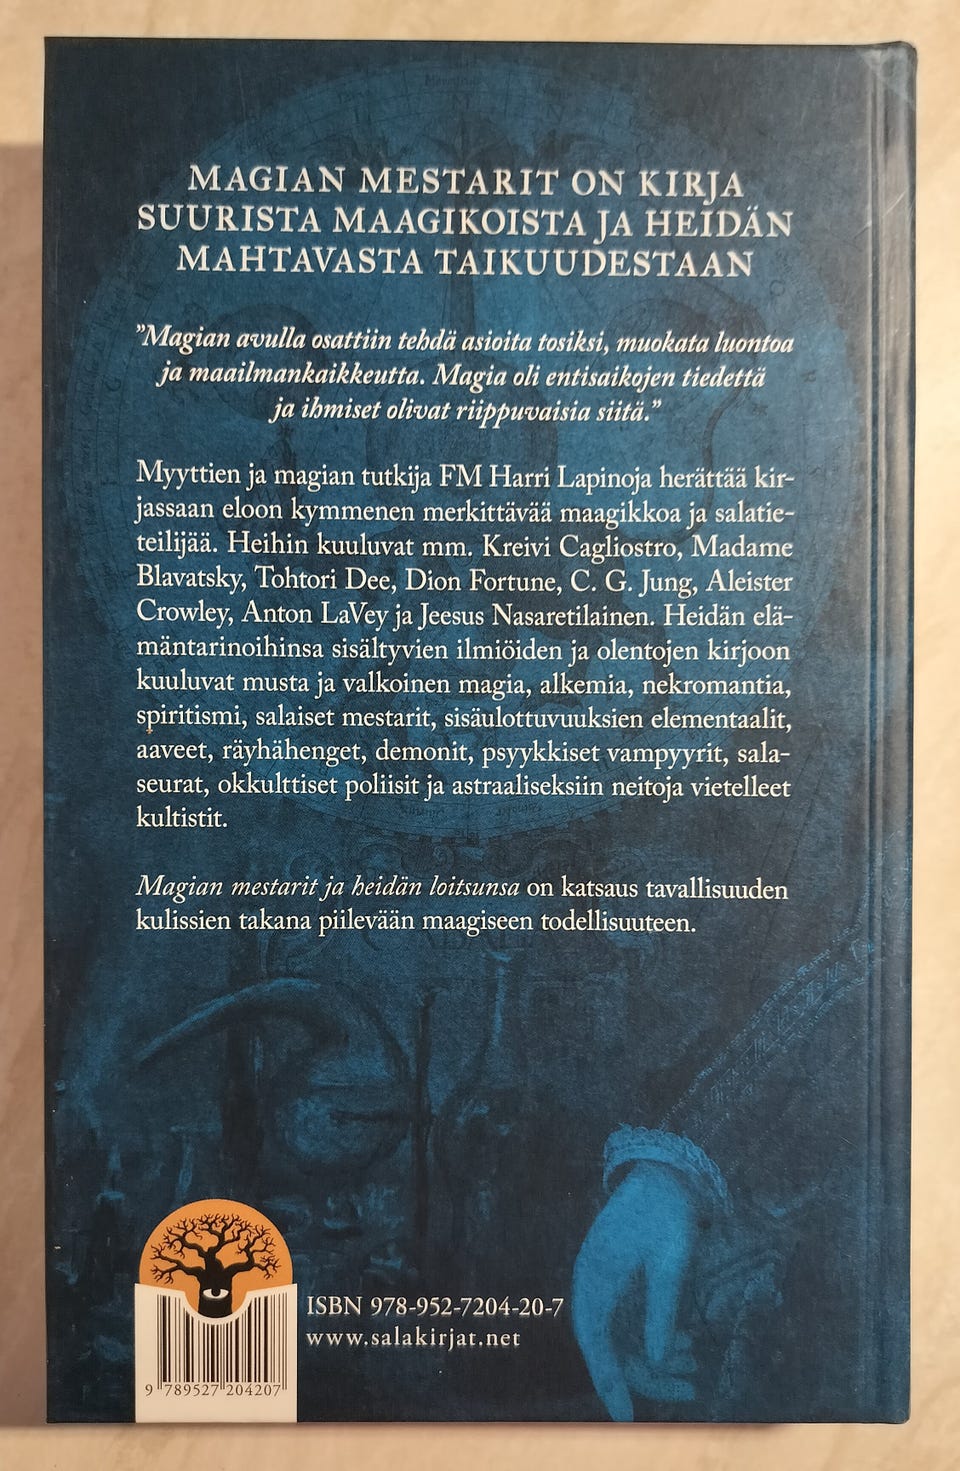 MAGIAN MESTARIT ON KIRJA
SUURISTA MAAGIKOISTA JA HEIDÄN
MAHTAVASTA TAIKUUDESTAAN
”Magian avulla osattiin tehdä asioita tosiksi, muokata luontoa
ja maailmankaikkeutta. Magia oli entisaikojen tiedettä
ja ihmiset olivat riippuvaisia siitä.”
Myyttien ja magian tutkija FM Harri Lapinoja herättää kir-
jassaan eloon kymmenen merkittävää maagikkoa ja salatie-
teilijää. Heihin kuuluvat mm. Kreivi Cagliostro, Madame
Blavatsky, Tohtori Dee, Dion Fortune, C. G. Jung, Aleister
Crowley, Anton LaVey ja Jeesus Nasaretilainen. Heidän elä-
mäntarinoihinsa sisältyvien ilmiöiden ja olentojen kirjoon
kuuluvat musta ja valkoinen magia, alkemia, nekromantia,
spiritismi, salaiset mestarit, sisäulottuvuuksien elementaalit,
aaveet, räyhähenget, demonit, psyykkiset vampyyrit, sala-
seurat, okkulttiset poliisit ja astraaliseksiin neitoja vietelleet
kultistit.
Magian mestarit ja heidän loitsunsa on katsaus tavallisuuden
kulissien takana piilevään maagiseen todellisuuteen.
ISBN 978-952-7204-20-7
www.salakirjat.net
9 789527 204207